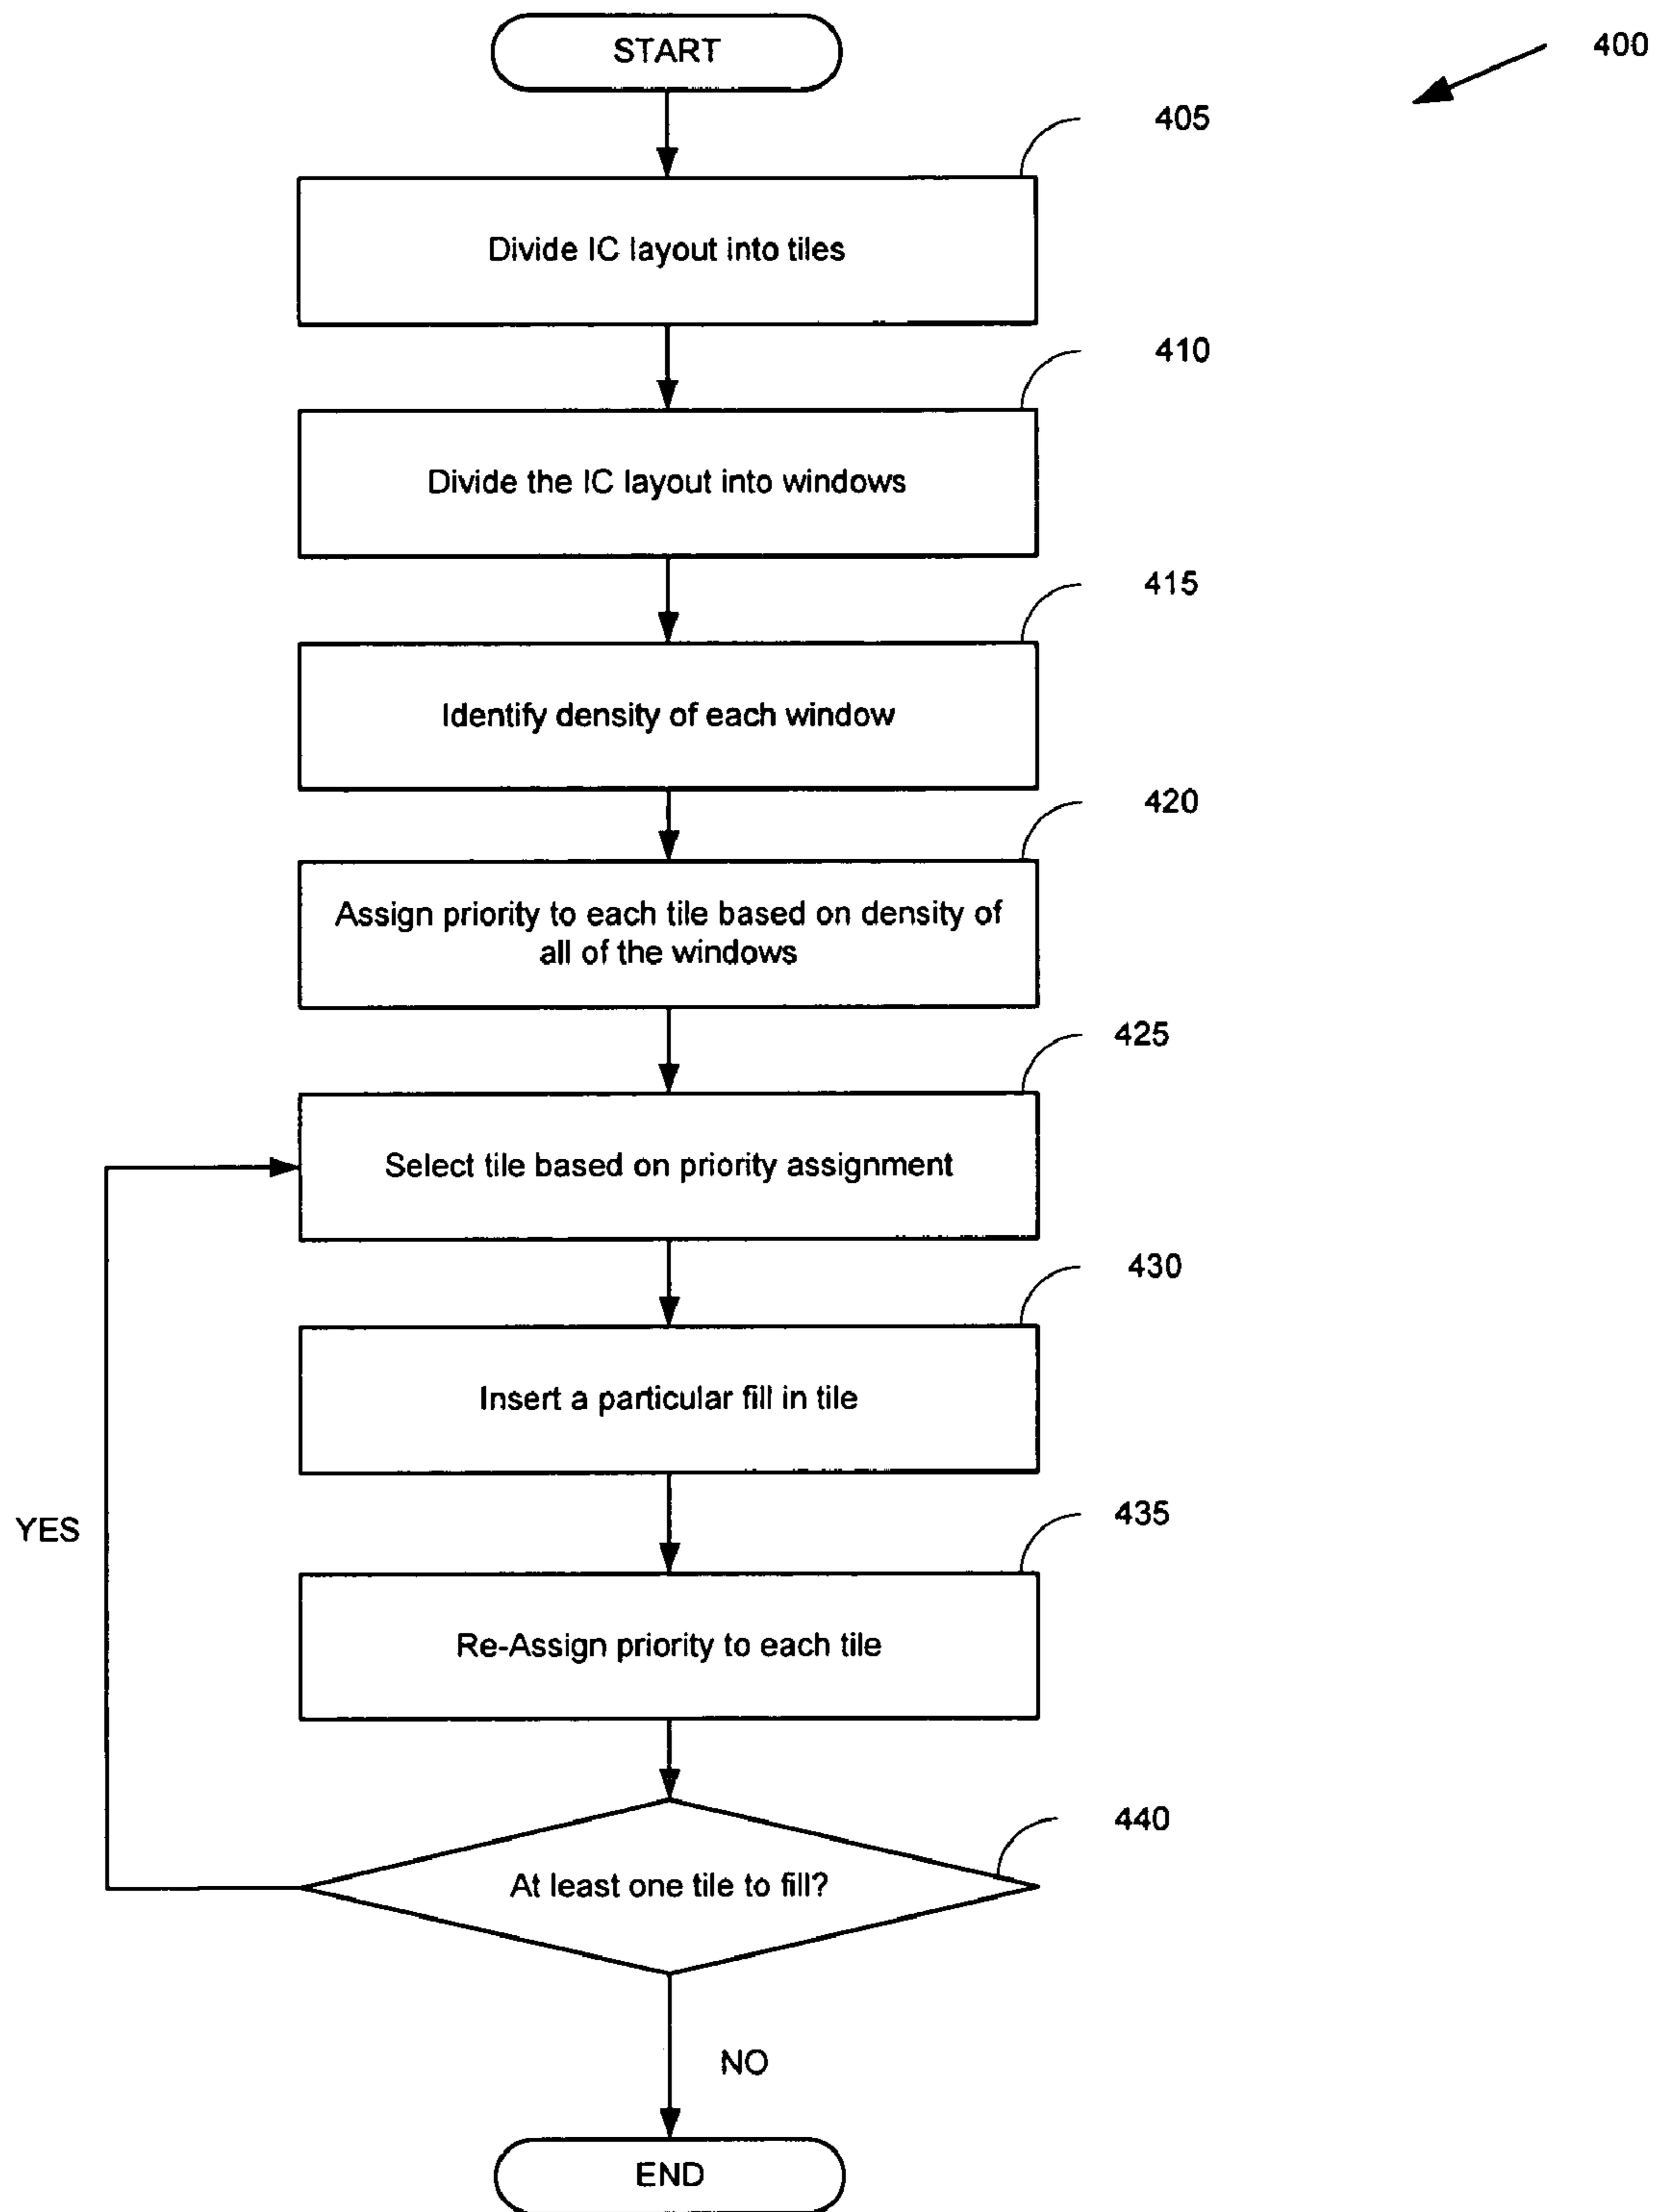 START
400
405
Divide IC layout into tiles
410
Divide the IC layout into windows
415
Identify density of each window
420
Assign priority to each tile based on density of
all of the windows
425
Select tile based on priority assignment
430
Insert a particular fill in tile
435
YES
Re-Assign priority to each tile
440
At least one tile to fill?
NO
END